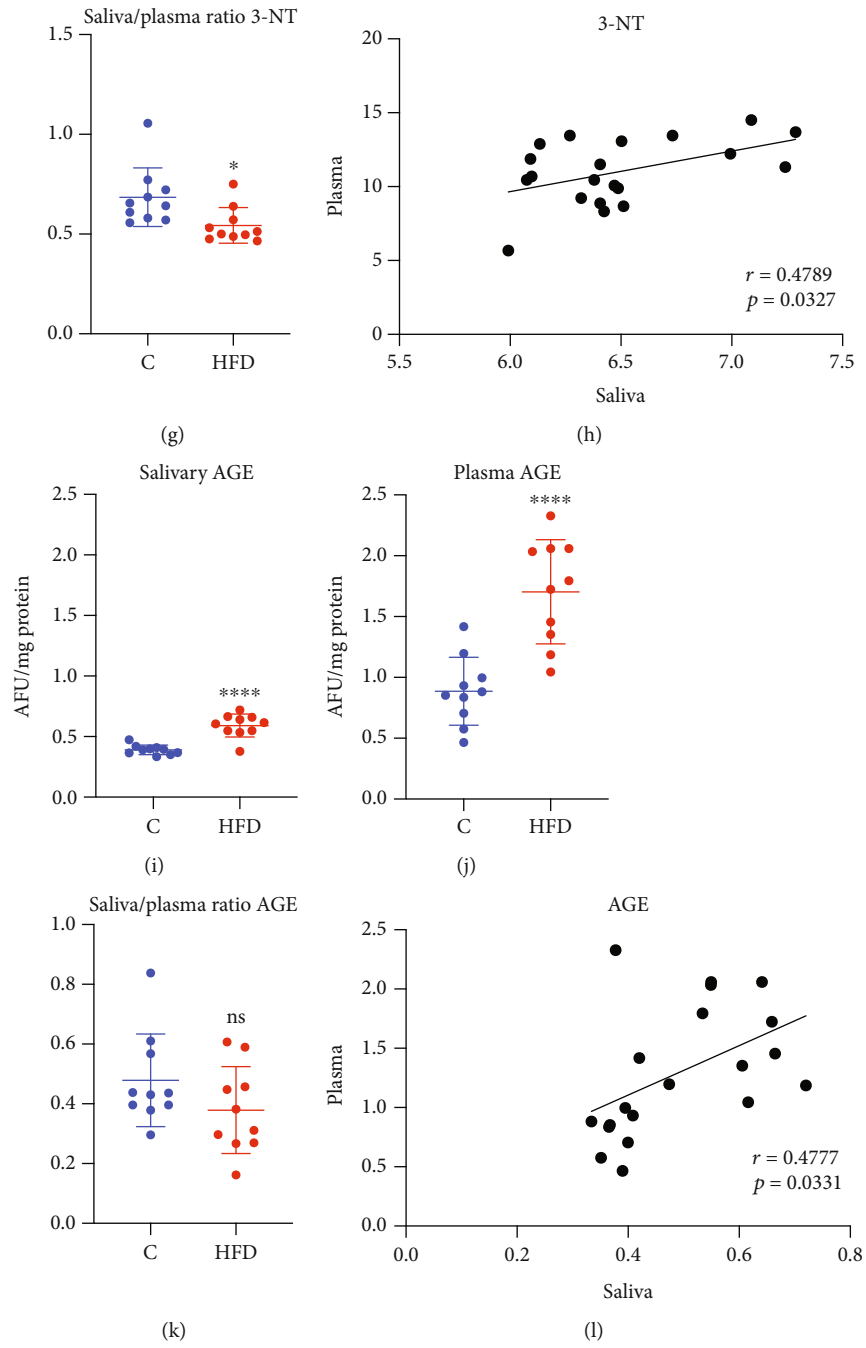 Saliva/plasma ratio 3-NT
1.5
1.0
0.5
0.0
*
C
HFD
(g)
3-NT
Plasma
20
15
10
5
0
r = 0.4789
p = 0.0327
5.5
6.0
6.5
7.0
7.5
Saliva
(h)
Salivary AGE
AFU/mg protein
2.5
2.0
1.5
1.0
0.5
0.0
****
C
HFD
(i)
Plasma AGE
AFU/mg protein
2.5
2.0
1.5
1.0
0.5
0.0
****
C
HFD
(j)
Saliva/plasma ratio AGE
1.0
0.8
0.6
0.4
0.2
0.0
ns
C
HFD
(k)
AGE
Plasma
2.5
2.0
1.5
1.0
0.5
0.0
r = 0.4777
p = 0.0331
0.0
0.2
0.4
0.6
0.8
Saliva
(l)